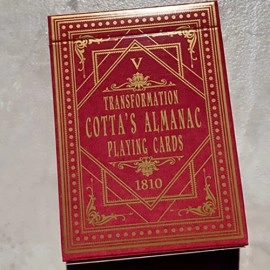 V
TRANSFORMATION
COTTA'S ALMANAC
PLAYING CARDS
1810